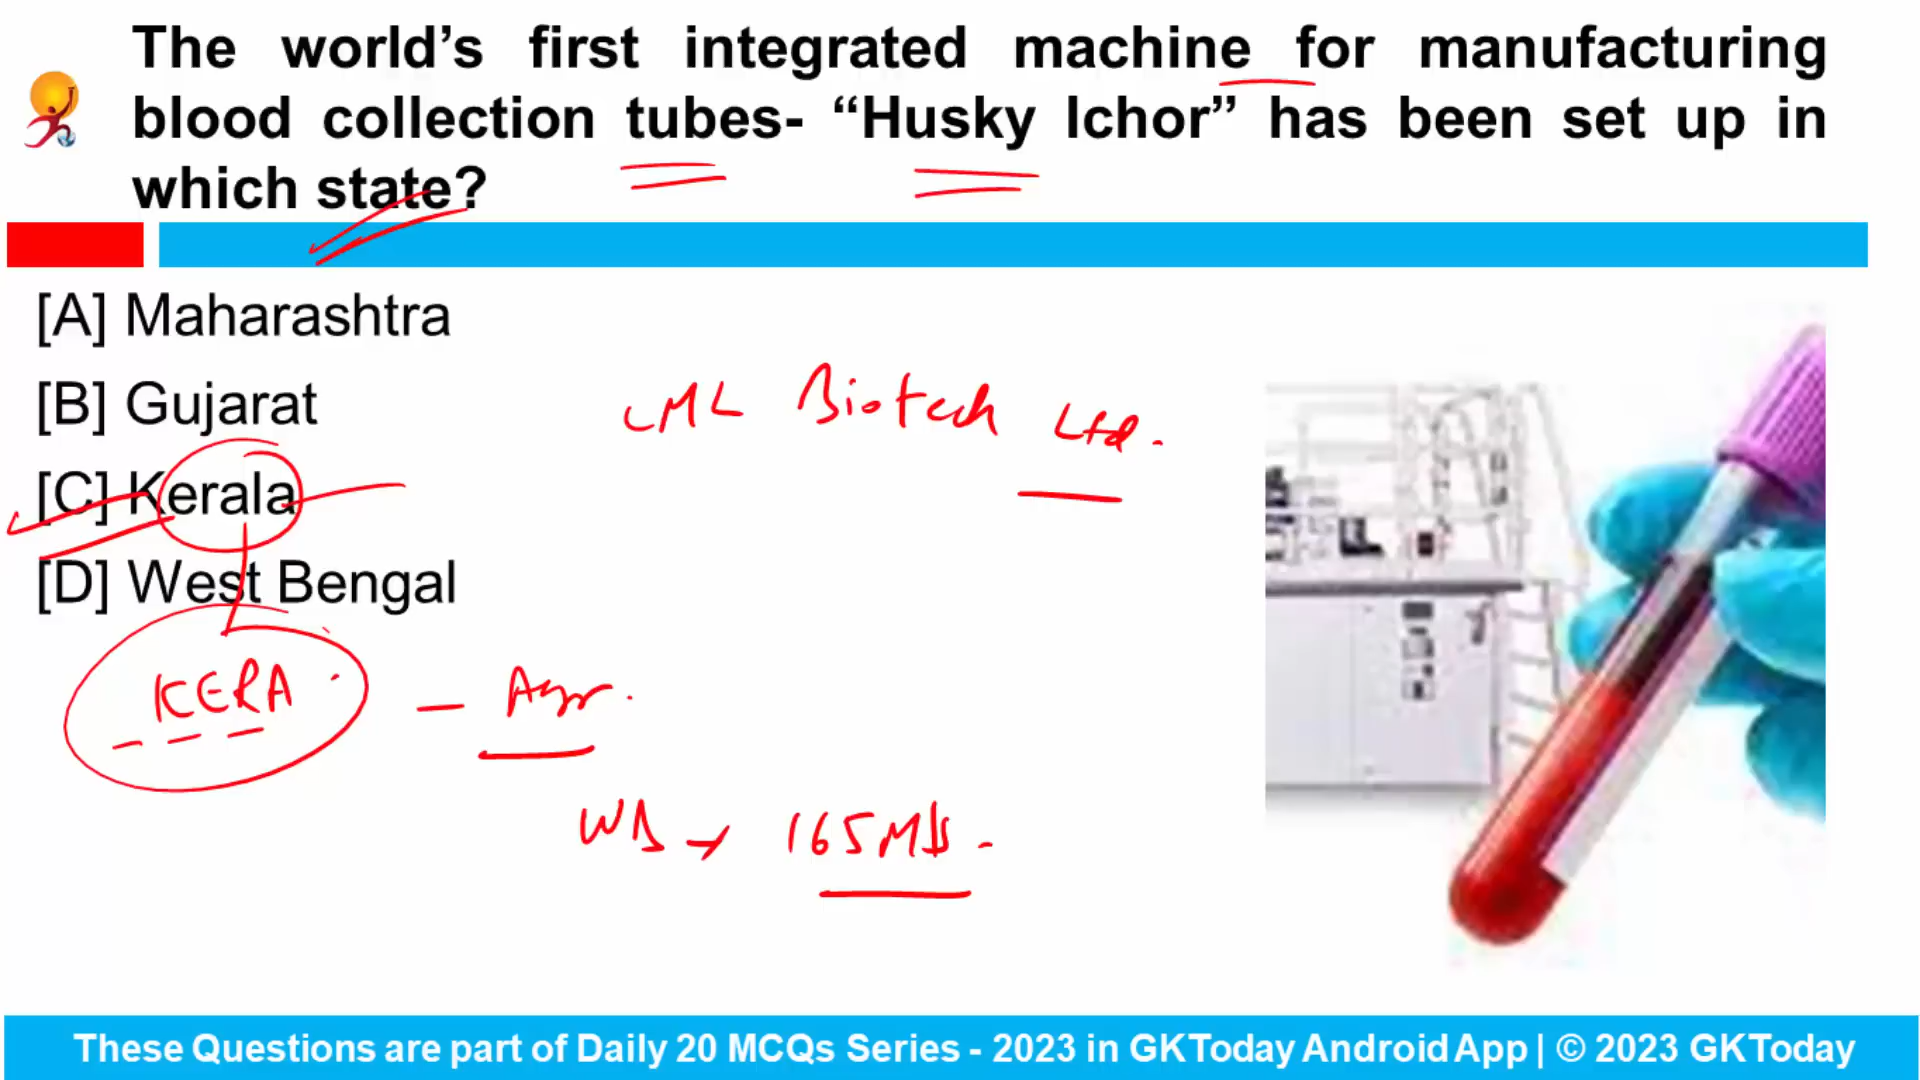 The world’s first integrated machine for manufacturing
blood collection tubes- “Husky Ichor” has been set up in
which state?
[A] Maharashtra
[B] Gujarat
[C] Kerala
[D] West Bengal
CML Biotech Ltd.
KERA - Agr.
WB → 165M$
These Questions are part of Daily 20 MCQs Series - 2023 in GKToday Android App | © 2023 GKToday